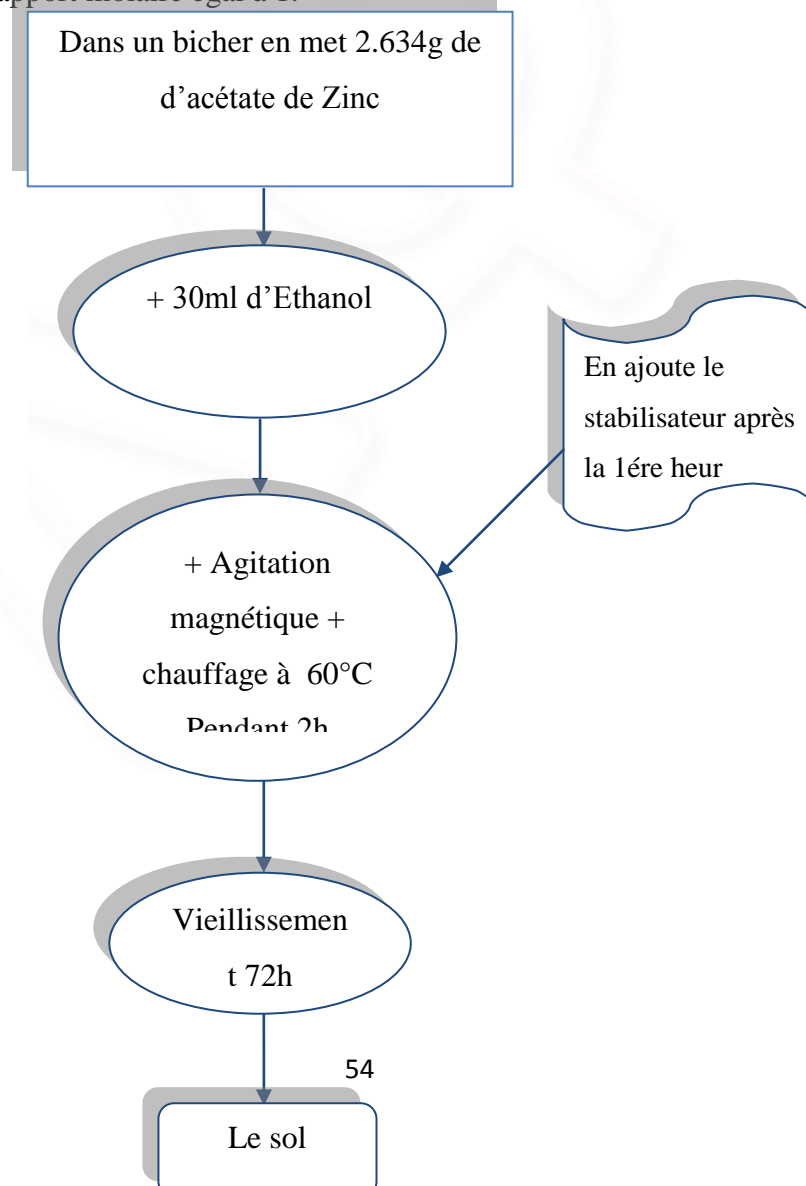 rapport molaire égal à 1.
Dans un bicher en met 2.634g de
d’acétate de Zinc
+ 30ml d’Ethanol
En ajoute le
stabilisateur après
la 1ére heur
+ Agitation
magnétique +
chauffage à 60°C
Pendant 2h
Vieillissemen
t 72h
54
Le sol